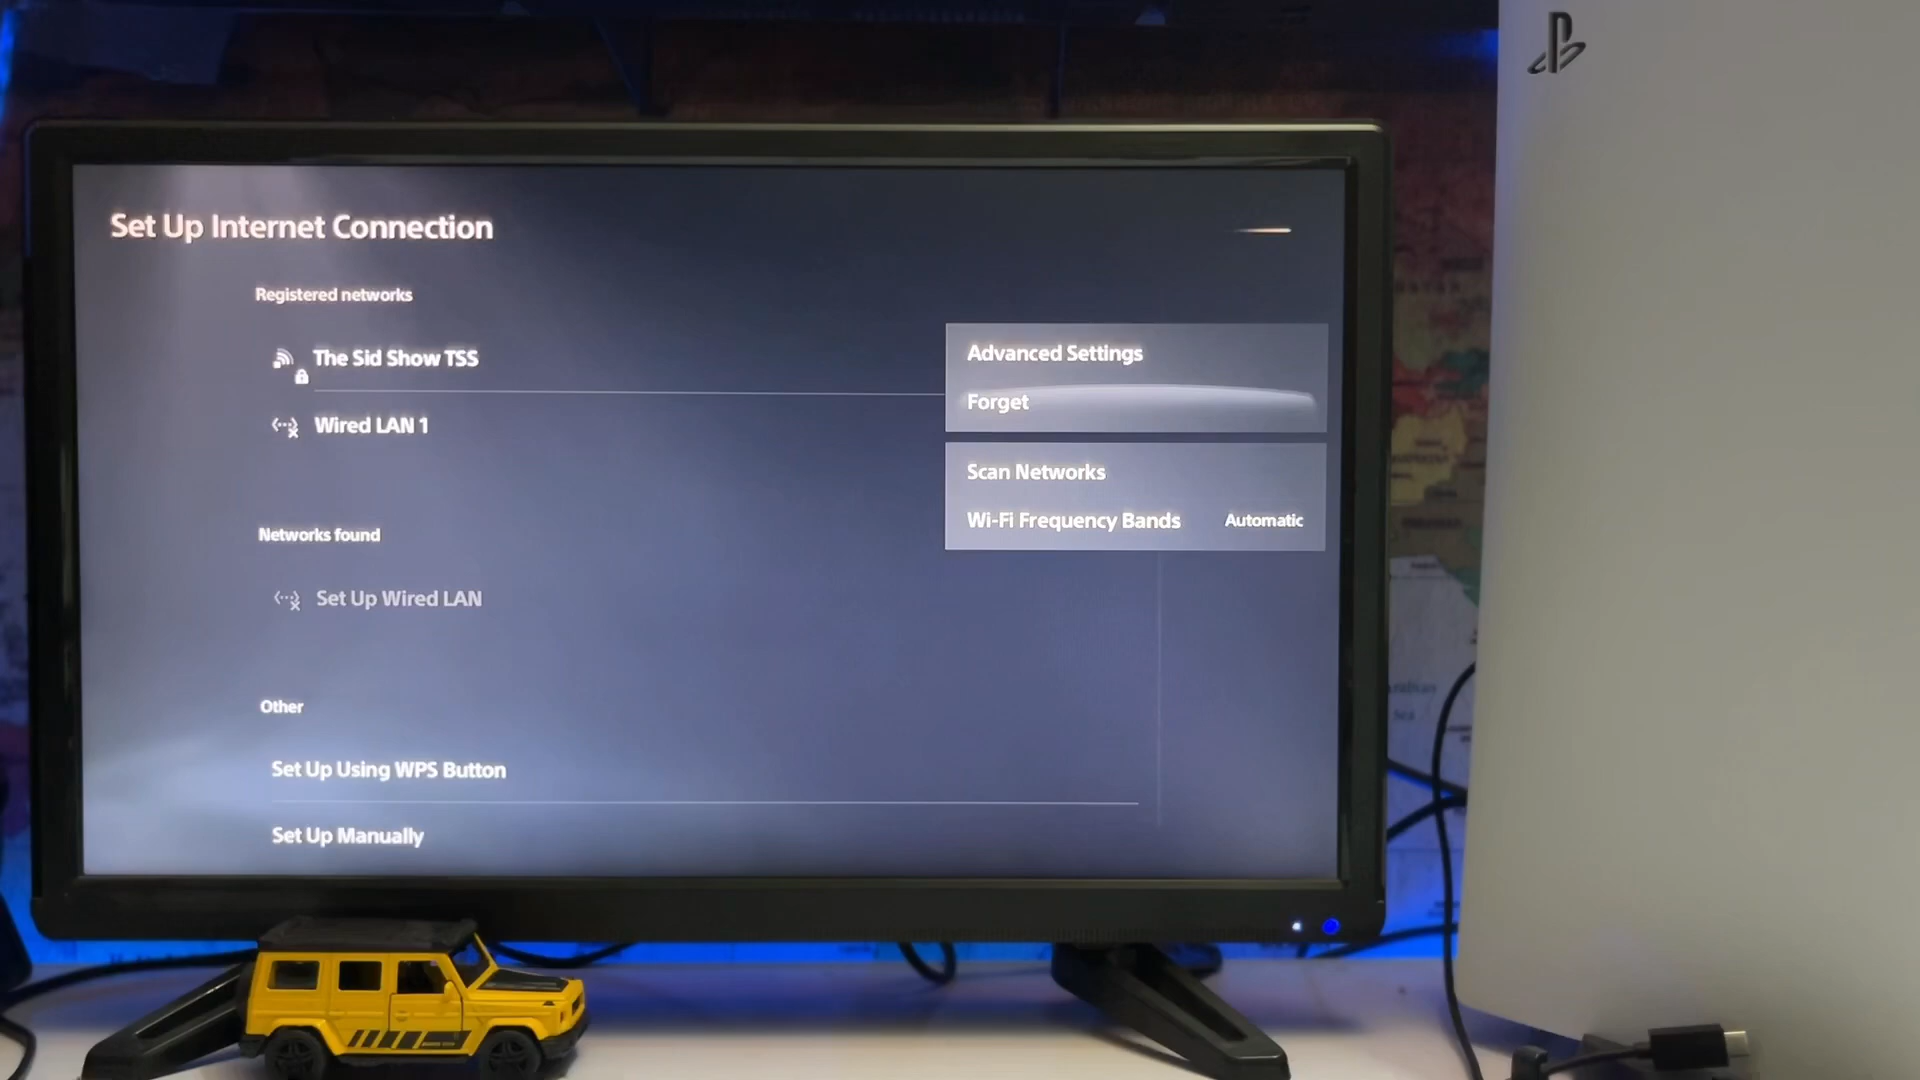 Set Up Internet Connection
Registered networks
The Sid Show TSS
Wired LAN 1
Networks found
Set Up Wired LAN
Other
Set Up Using WPS Button
Set Up Manually
Advanced Settings
Forget
Scan Networks
Wi-Fi Frequency Bands Automatic